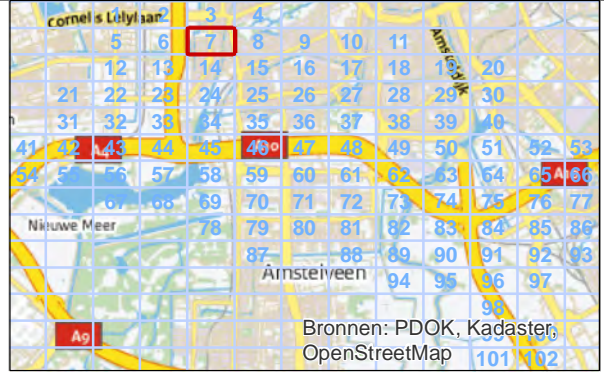 Cornelis Lelylaan
1 2 3 4
5 6 7 8 9 10 11
Amsteldijk
12 13 14 15 16 17 18 19 20
21 22 23 24 25 26 27 28 29 30
31 32 33 34 35 36 37 38 39 40
41 42 43 44 45 46 47 48 49 50 51 52 53
54 55 56 57 58 59 60 61 62 63 64 65 66
67 68 69 70 71 72 73 74 75 76 77
Nieuwe Meer
78 79 80 81 82 83 84 85 86
87 88 89 90 91 92 93
Amstelveen
94 95 96 97
98
A9
Bronnen: PDOK, Kadaster,
OpenStreetMap
101 102